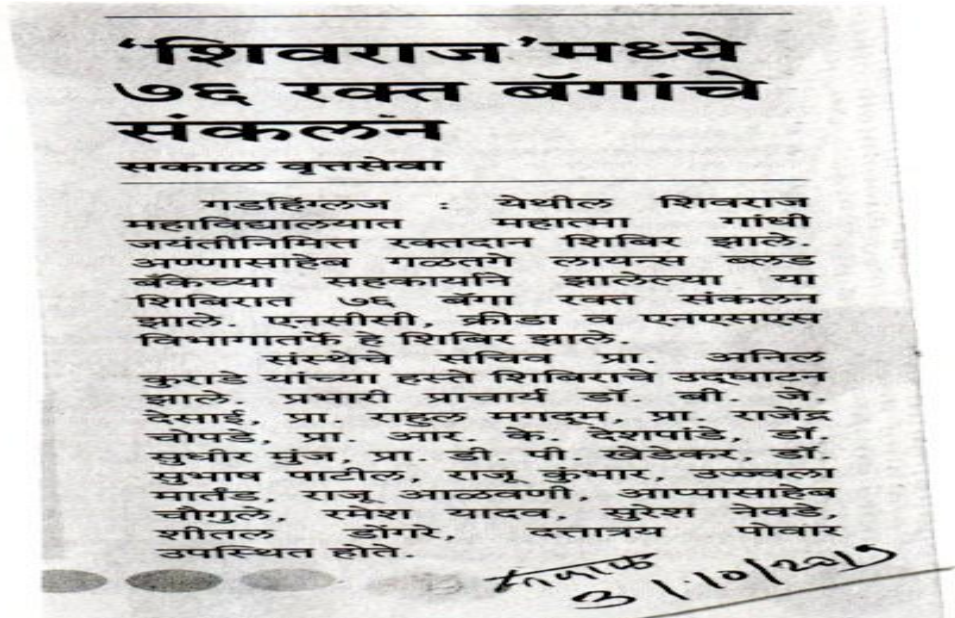 ‘शिवराज’मध्ये
७६ रक्त बॅगांचे
संकलन
सकाळ वृत्तसेवा
गडहिंग्लज : येथील शिवराज
महाविद्यालयात महात्मा गांधी
जयंतीनिमित्त रक्तदान शिबिर झाले.
अण्णासाहेब गळतगे लायन्स ब्लड
बँकेच्या सहकार्याने झालेल्या या
शिबिरात ७६ बॅगा रक्त संकलन
झाले. एनसीसी, क्रीडा व एनएसएस
विभागातर्फे हे शिबिर झाले.
संस्थेचे सचिव प्रा. अनिल
कुराडे यांच्या हस्ते शिबिराचे उद्‌घाटन
झाले. प्रभारी प्राचार्य डॉ. बी. जे.
देसाई, प्रा. राहुल मगदूम, प्रा. राजेंद्र
चोपडे, प्रा. आर. के. देशपांडे, डॉ.
सुधीर मुंज, प्रा. डी. पी. खेडेकर, डॉ.
सुभाष पाटील, राजू कुंभार, उज्ज्वला
मार्तंड, राजू आळवणी, आप्पासाहेब
चौगुले, रमेश यादव, सुरेश नेवडे,
शीतल डोंगरे, दत्तात्रय पोवार
उपस्थित होते.
सकाळ
3/10/2019